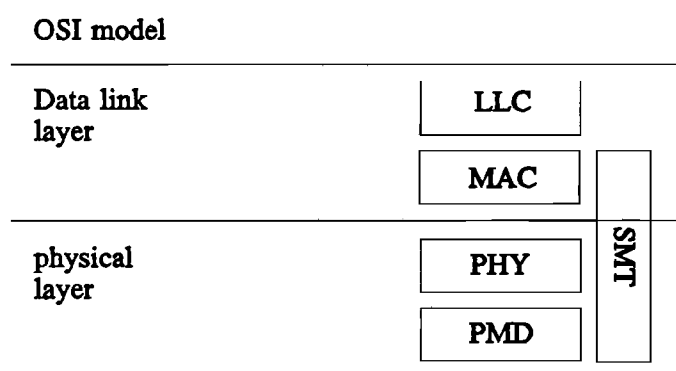 OSI model
Data link
layer
LLC
MAC
physical
layer
PHY
SMT
PMD